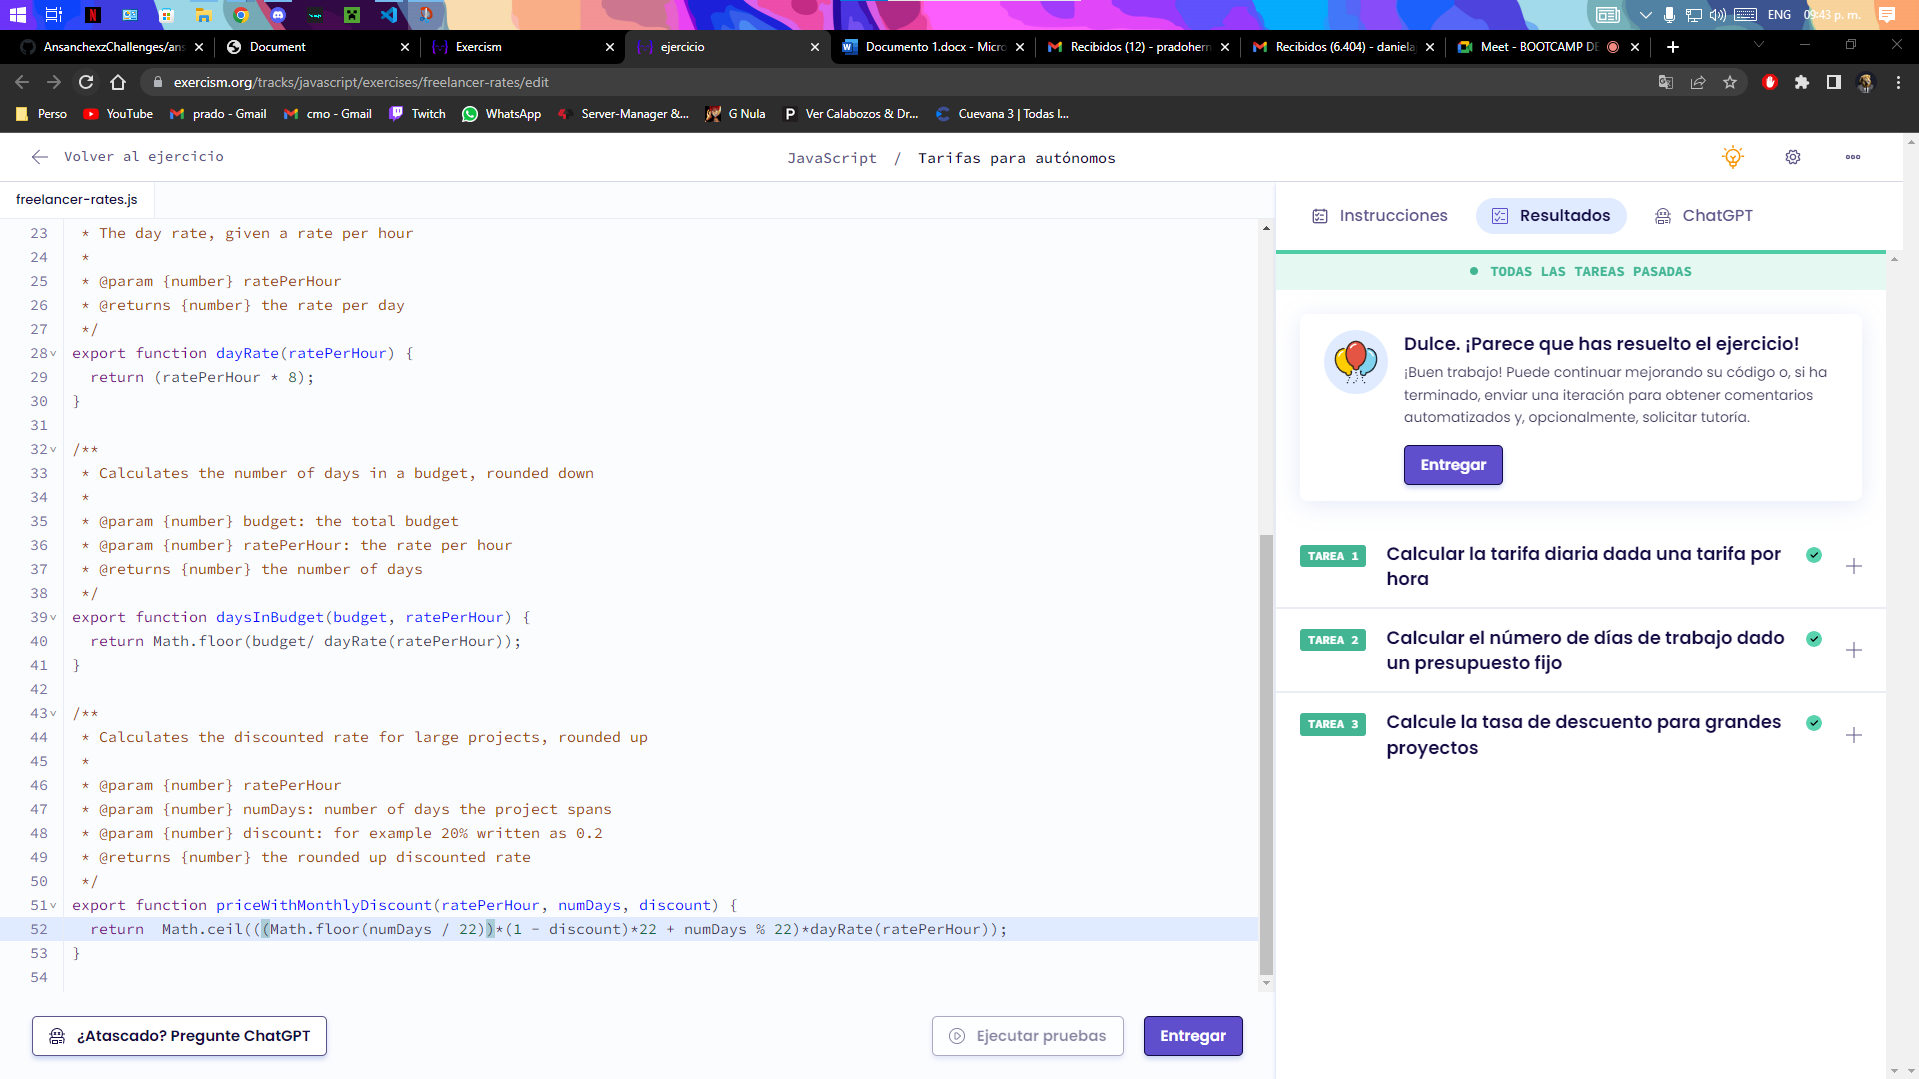 ENG 09:43 p. m.
AnsanchexzChallenges/ans
Document
Exercism
ejercicio
Documento 1.docx - Micro
Recibidos (12) - pradohern
Recibidos (6.404) - daniela
Meet - BOOTCAMP DE
exercism.org/tracks/javascript/exercises/freelancer-rates/edit
Perso
YouTube
prado - Gmail
cmo - Gmail
Twitch
WhatsApp
Server-Manager &...
G Nula
Ver Calabozos & Dr...
Cuevana 3 | Todas l...
Volver al ejercicio
JavaScript / Tarifas para autónomos
freelancer-rates.js
23 * The day rate, given a rate per hour
24 *
25 * @param {number} ratePerHour
26 * @returns {number} the rate per day
27 */
28 export function dayRate(ratePerHour) {
29 return (ratePerHour * 8);
30 }
31
32 /**
33 * Calculates the number of days in a budget, rounded down
34 *
35 * @param {number} budget: the total budget
36 * @param {number} ratePerHour: the rate per hour
37 * @returns {number} the number of days
38 */
39 export function daysInBudget(budget, ratePerHour) {
40 return Math.floor(budget/ dayRate(ratePerHour));
41 }
42
43 /**
44 * Calculates the discounted rate for large projects, rounded up
45 *
46 * @param {number} ratePerHour
47 * @param {number} numDays: number of days the project spans
48 * @param {number} discount: for example 20% written as 0.2
49 * @returns {number} the rounded up discounted rate
50 */
51 export function priceWithMonthlyDiscount(ratePerHour, numDays, discount) {
52 return  Math.ceil(((Math.floor(numDays / 22))*(1 - discount)*22 + numDays % 22)*dayRate(ratePerHour));
53 }
54
¿Atascado? Pregunte ChatGPT
Ejecutar pruebas
Entregar
Instrucciones
Resultados
ChatGPT
TODAS LAS TAREAS PASADAS
Dulce. ¡Parece que has resuelto el ejercicio!
¡Buen trabajo! Puede continuar mejorando su código o, si ha
terminado, enviar una iteración para obtener comentarios
automatizados y, opcionalmente, solicitar tutoría.
Entregar
TAREA 1
Calcular la tarifa diaria dada una tarifa por
hora
TAREA 2
Calcular el número de días de trabajo dado
un presupuesto fijo
TAREA 3
Calcule la tasa de descuento para grandes
proyectos